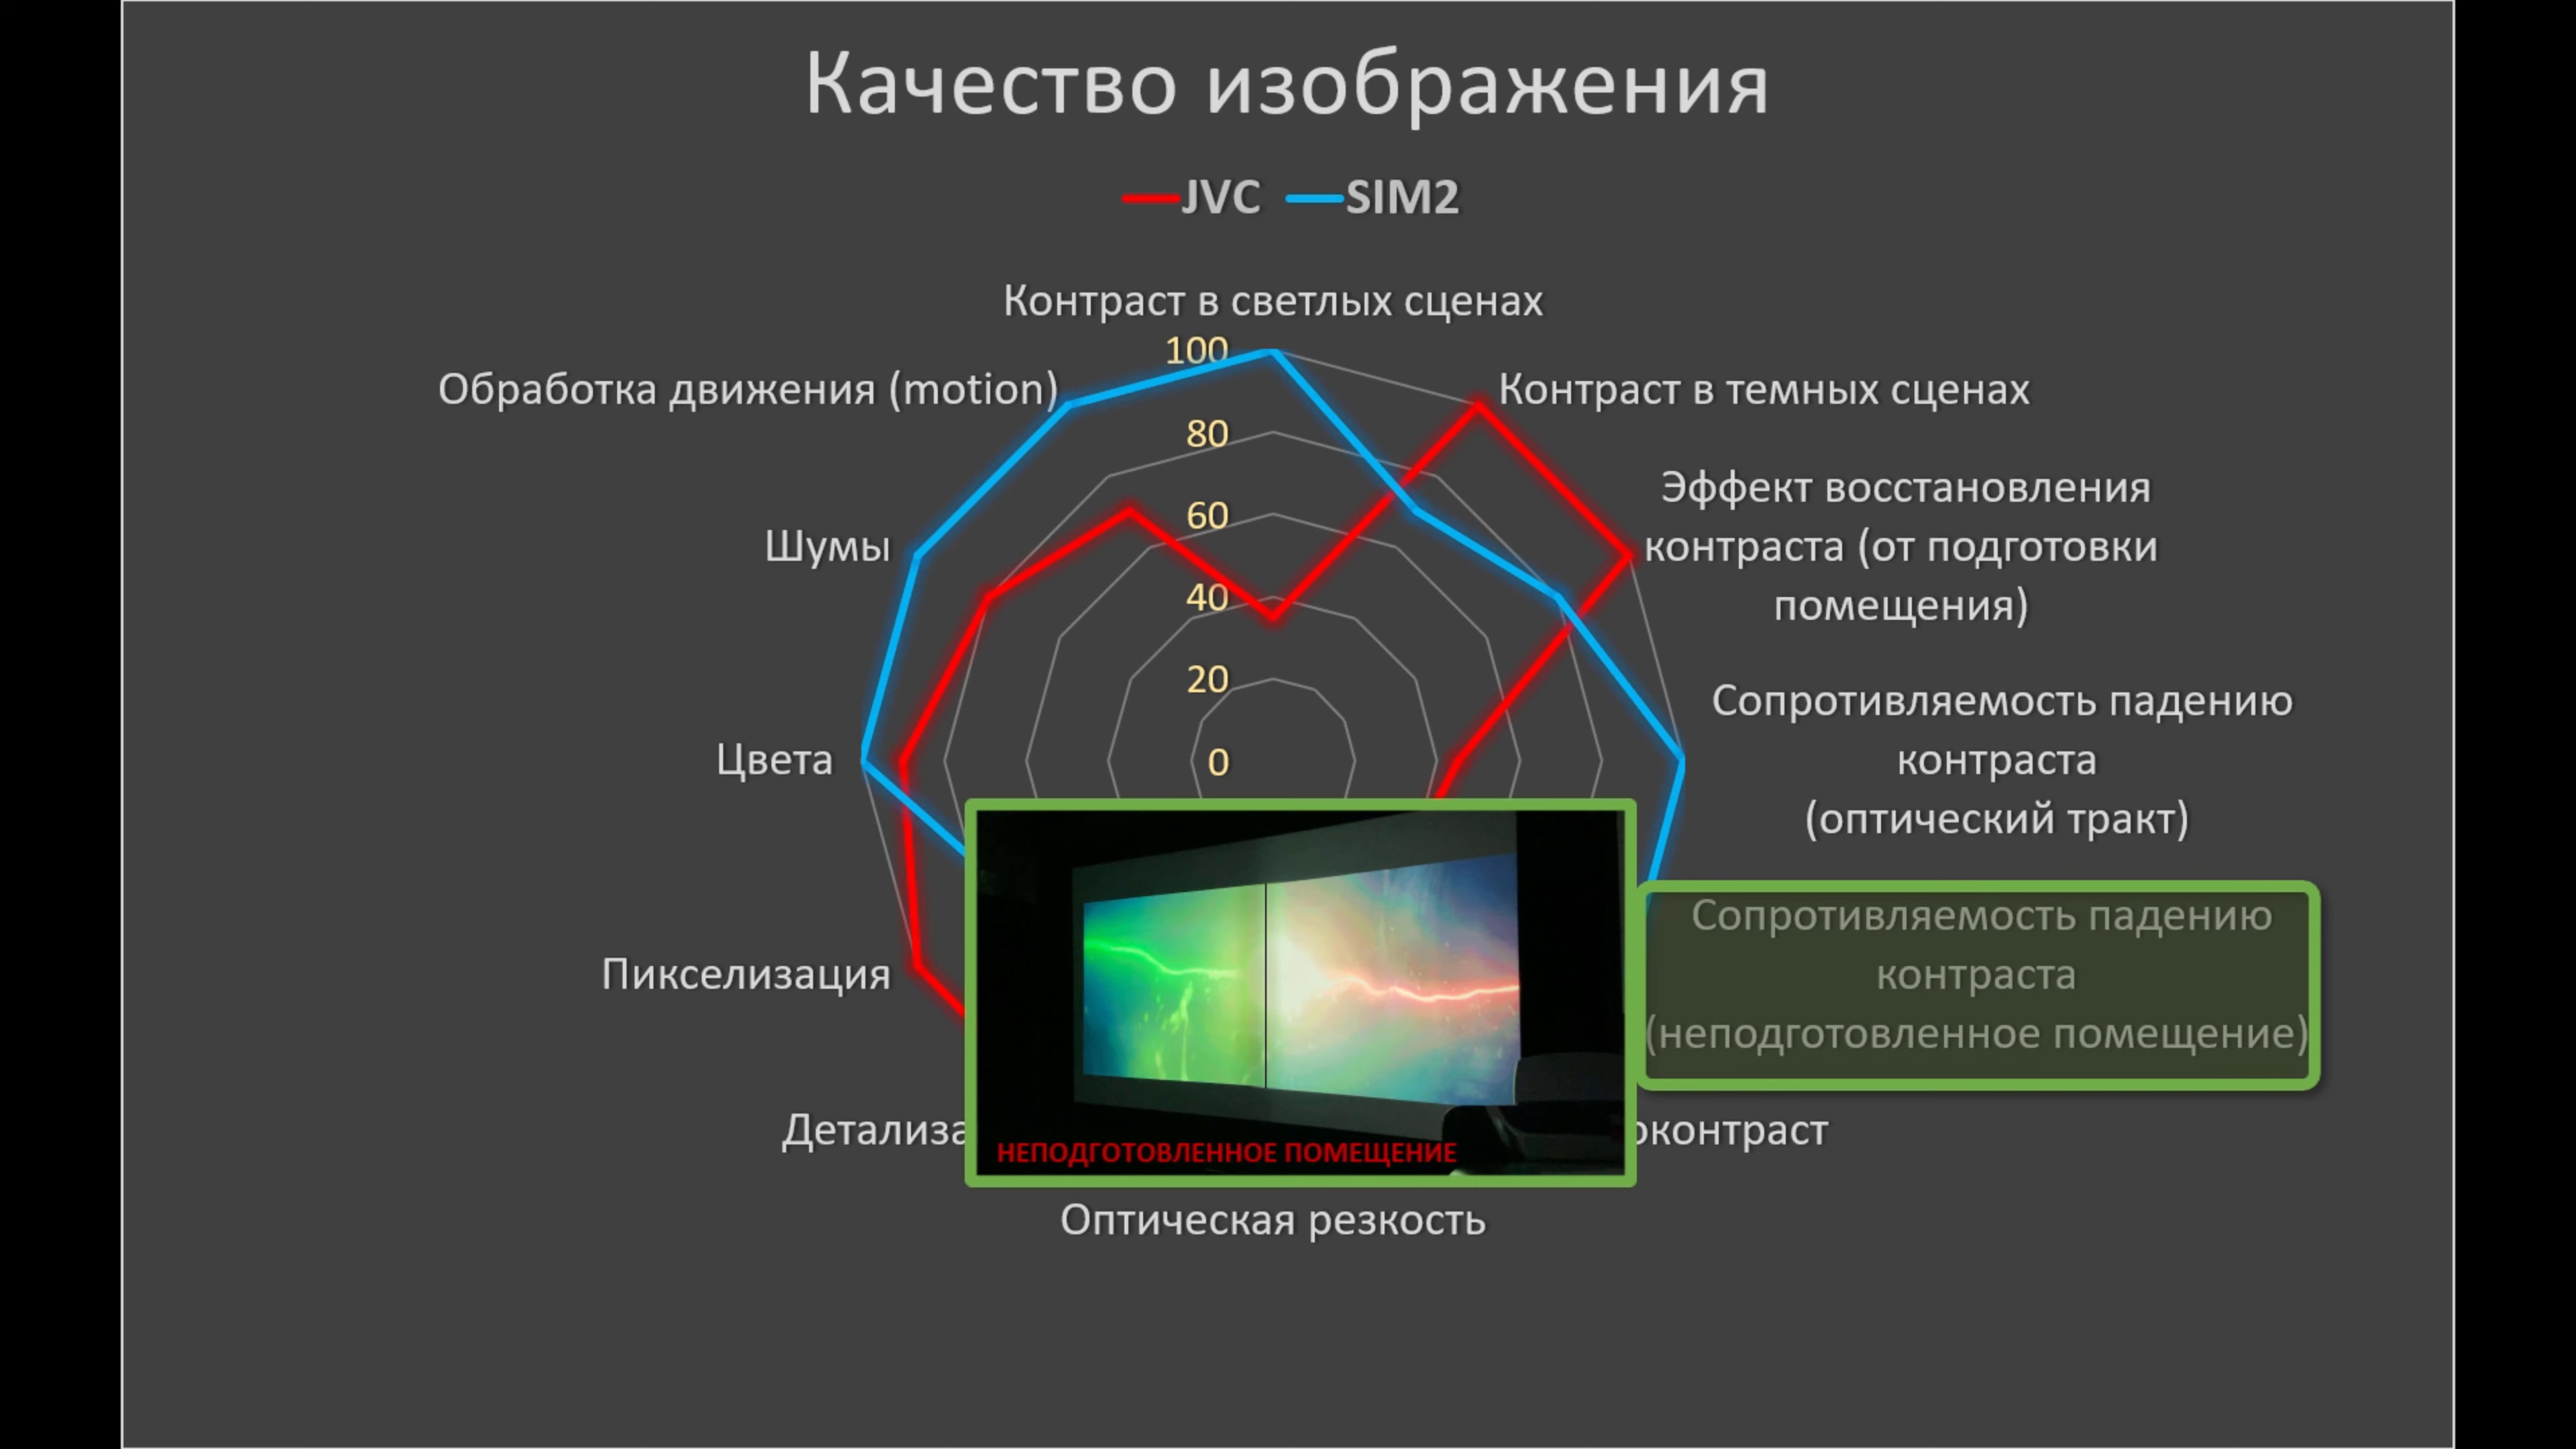 Качество изображения
JVC SIM2
Контраст в светлых сценах
100
80
60
40
20
0
Контраст в темных сценах
Эффект восстановления
контраста (от подготовки
помещения)
Сопротивляемость падению
контраста
(оптический тракт)
Сопротивляемость падению
контраста
(неподготовленное помещение)
Оптическая резкость
Пикселизация
Цвета
Шумы
Обработка движения (motion)
НЕПОДГОТОВЛЕННОЕ ПОМЕЩЕНИЕ